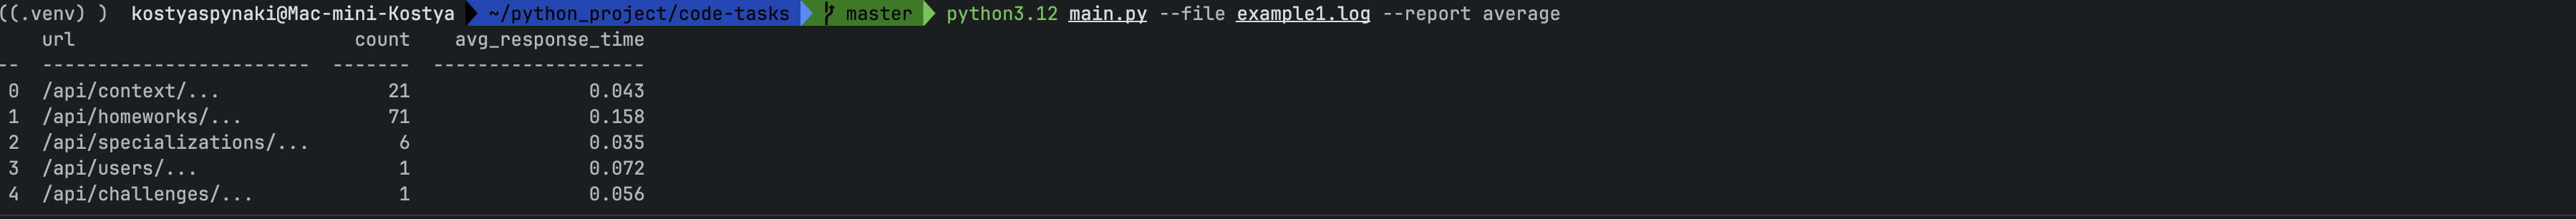 ((.venv) )  kostyaspynaki@Mac-mini-Kostya  ~/python_project/code-tasks  master  python3.12 main.py --file example1.log --report average
    url                        count    avg_response_time
--  -----------------------  -------  -------------------
 0  /api/context/...              21                0.043
 1  /api/homeworks/...            71                0.158
 2  /api/specializations/...       6                0.035
 3  /api/users/...                 1                0.072
 4  /api/challenges/...            1                0.056